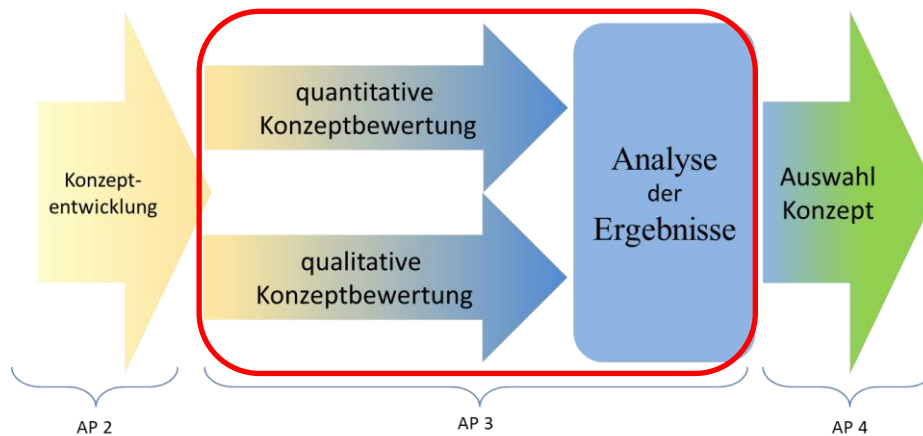 Konzept-
entwicklung
quantitative
Konzeptbewertung
qualitative
Konzeptbewertung
Analyse
der
Ergebnisse
Auswahl
Konzept
AP 2
AP 3
AP 4